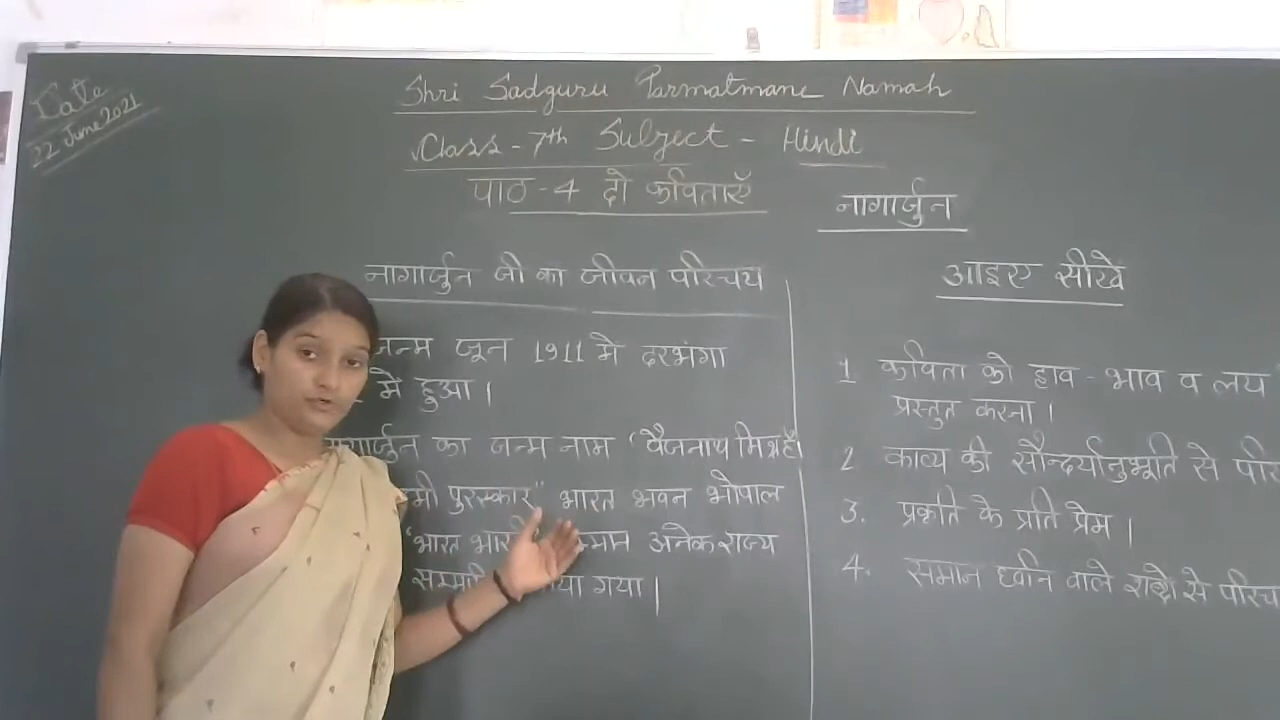 Date
22 June 2021
Shri Sadguru Parmatmane Namah
Class - 7th Subject - Hindi
पाठ - 4 दो कविताएँ
नागार्जुन
नागार्जुन जी का जीवन परिचय
जन्म जून 1911 मे दरभंगा
में हुआ ।
का जन्म नाम 'वैजनाथ मिश्र है।
पुरस्कार" भारत भवन भोपाल
"भारत अनेक राज्य
गया ।
आइए सीखें
1 कविता को हाव - भाव व लय
प्रस्तुत करना ।
2 काव्य की सौन्दर्यानुभूति से
3. प्रकृति के प्रति प्रेम ।
4. समान ध्वनि वाले शब्दो से